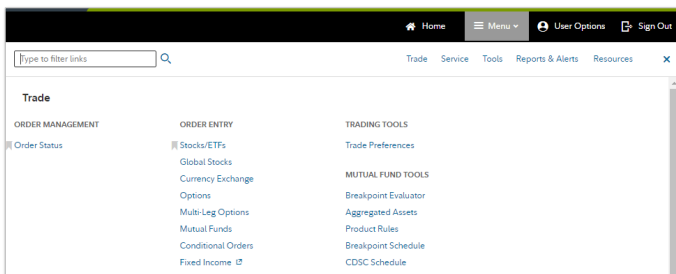 Home
Menu
User Options
Sign Out
Type to filter links
Trade
Service
Tools
Reports & Alerts
Resources
Trade
ORDER MANAGEMENT
Order Status
ORDER ENTRY
Stocks/ETFs
Global Stocks
Currency Exchange
Options
Multi-Leg Options
Mutual Funds
Conditional Orders
Fixed Income
TRADING TOOLS
Trade Preferences
MUTUAL FUND TOOLS
Breakpoint Evaluator
Aggregated Assets
Product Rules
Breakpoint Schedule
CDSC Schedule